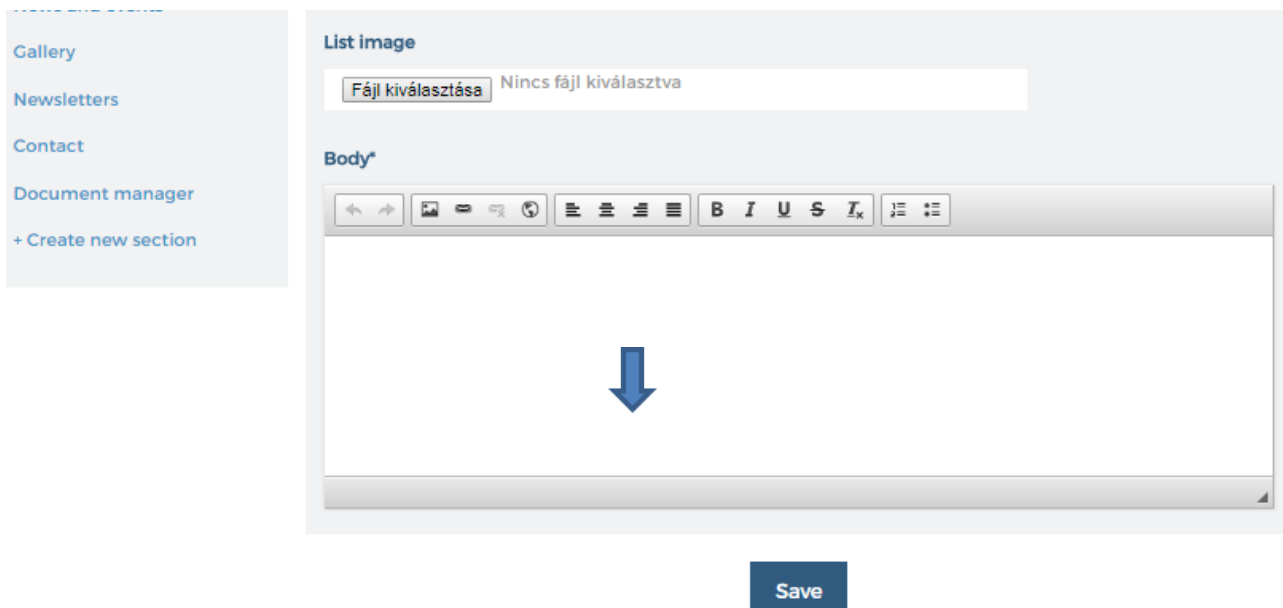 Gallery
Newsletters
Contact
Document manager
+ Create new section
List image
Fájl kiválasztása Nincs fájl kiválasztva
Body*
Save